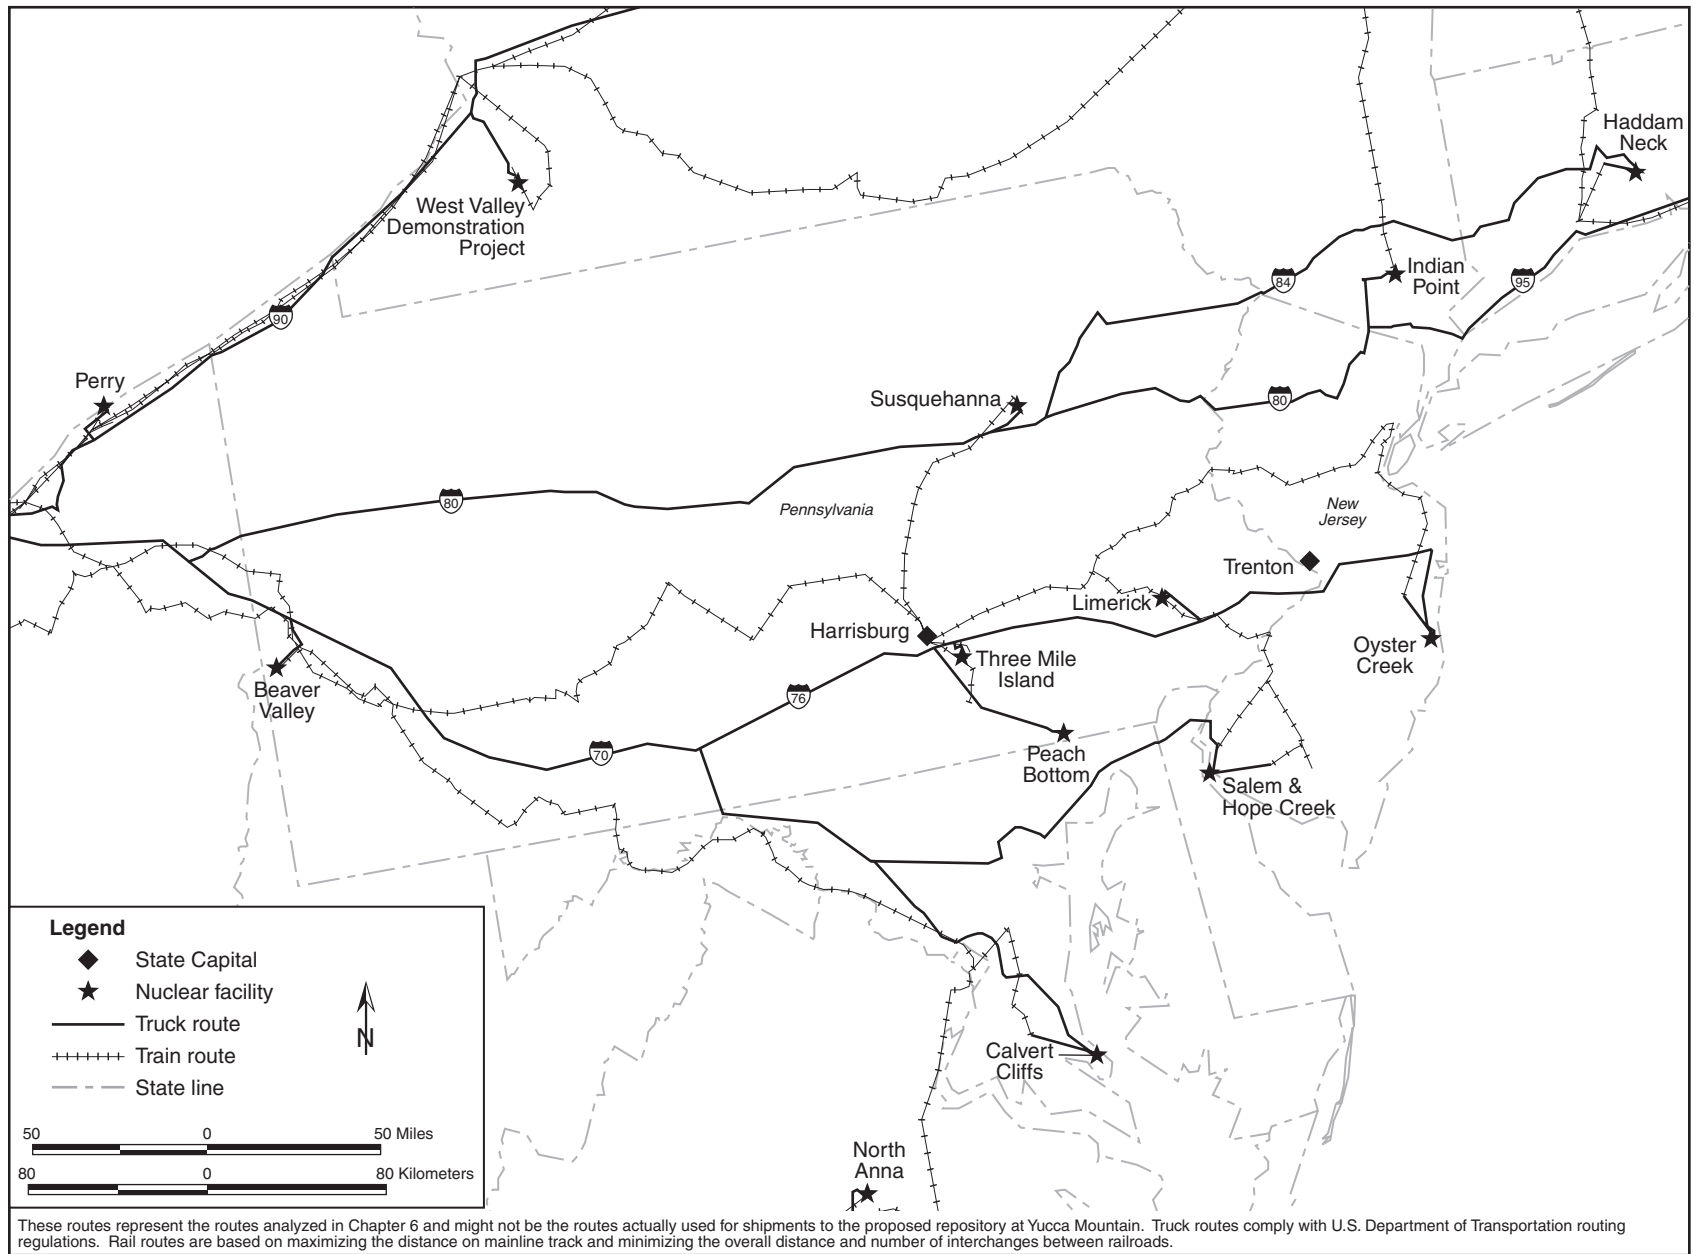 Haddam
Neck
West Valley
Demonstration
Project
84
Indian
Point
95
90
Perry
Susquehanna
80
80
Pennsylvania
New
Jersey
Trenton
Limerick
Harrisburg
Oyster
Creek
Three Mile
Island
Beaver
Valley
76
70
Peach
Bottom
Salem &
Hope Creek
Legend
State Capital
Nuclear facility
Truck route
Train route
State line
N
50 0 50 Miles
80 0 80 Kilometers
Calvert
Cliffs
North
Anna
These routes represent the routes analyzed in Chapter 6 and might not be the routes actually used for shipments to the proposed repository at Yucca Mountain. Truck routes comply with U.S. Department of Transportation routing
regulations. Rail routes are based on maximizing the distance on mainline track and minimizing the overall distance and number of interchanges between railroads.